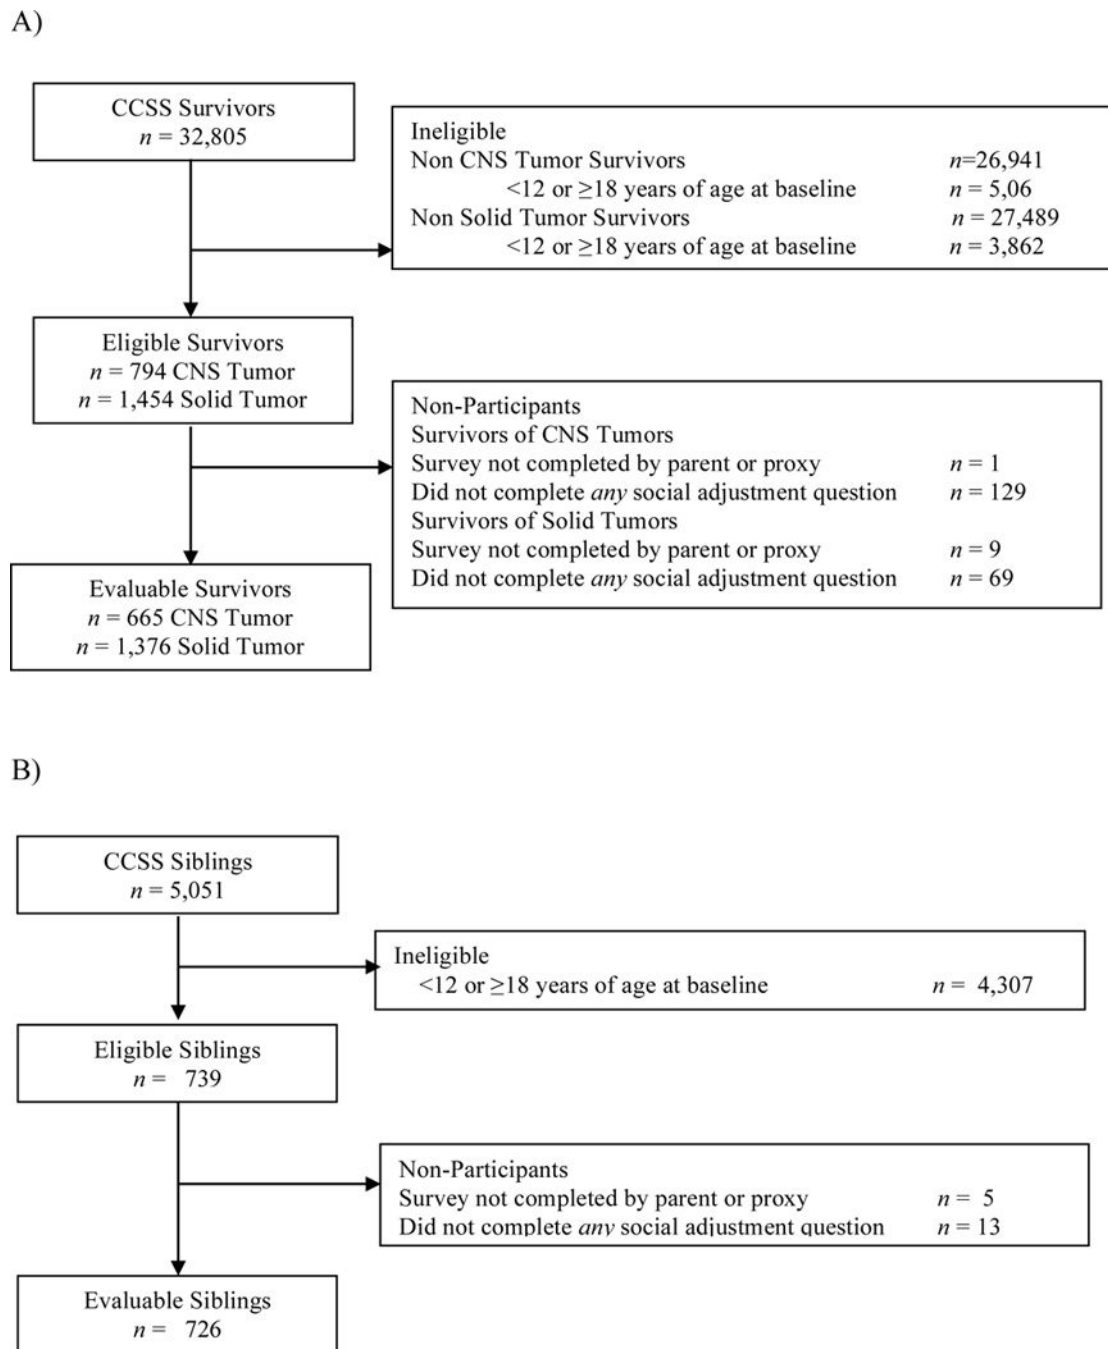 A)
CCSS Survivors
n = 32,805
Ineligible
Non CNS Tumor Survivors n=26,941
<12 or ≥18 years of age at baseline n = 5,06
Non Solid Tumor Survivors n = 27,489
<12 or ≥18 years of age at baseline n = 3,862
Eligible Survivors
n = 794 CNS Tumor
n = 1,454 Solid Tumor
Non-Participants
Survivors of CNS Tumors
Survey not completed by parent or proxy n = 1
Did not complete any social adjustment question n = 129
Survivors of Solid Tumors
Survey not completed by parent or proxy n = 9
Did not complete any social adjustment question n = 69
Evaluable Survivors
n = 665 CNS Tumor
n = 1,376 Solid Tumor
B)
CCSS Siblings
n = 5,051
Ineligible
<12 or ≥18 years of age at baseline n = 4,307
Eligible Siblings
n = 739
Non-Participants
Survey not completed by parent or proxy n = 5
Did not complete any social adjustment question n = 13
Evaluable Siblings
n = 726